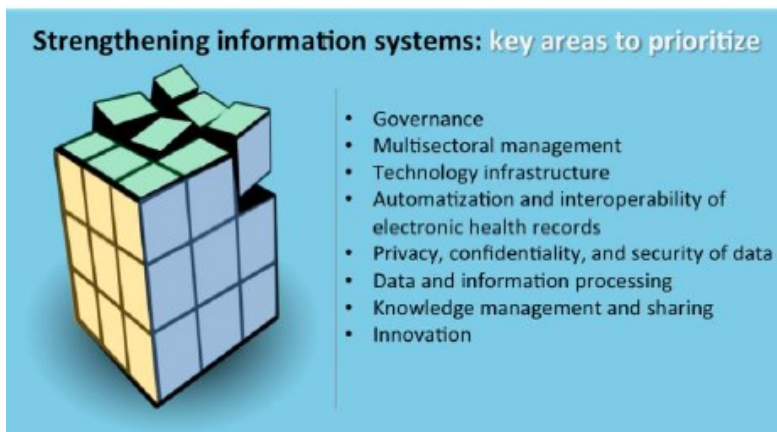 Strengthening information systems: key areas to prioritize
• Governance
• Multisectoral management
• Technology infrastructure
• Automatization and interoperability of
electronic health records
• Privacy, confidentiality, and security of data
• Data and information processing
• Knowledge management and sharing
• Innovation